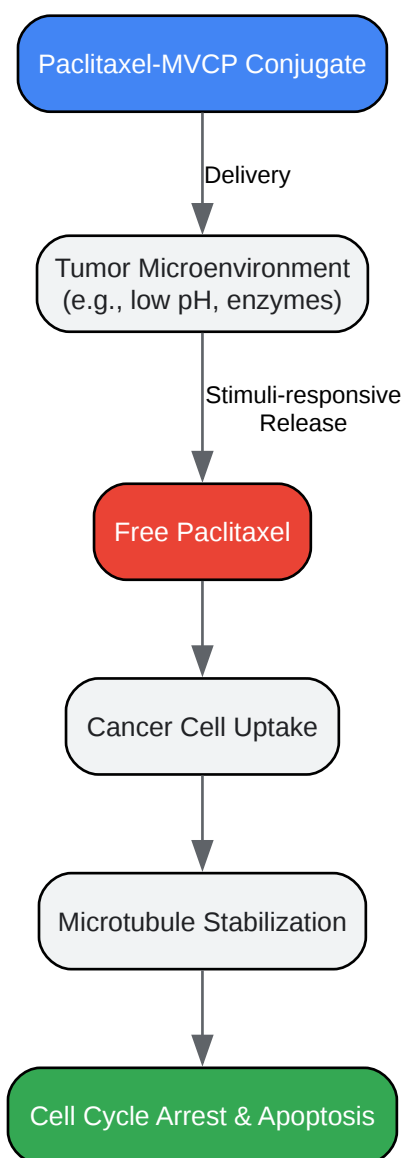 Paclitaxel-MVCP Conjugate
Delivery
Tumor Microenvironment
(e.g., low pH, enzymes)
Stimuli-responsive
Release
Free Paclitaxel
Cancer Cell Uptake
Microtubule Stabilization
Cell Cycle Arrest & Apoptosis